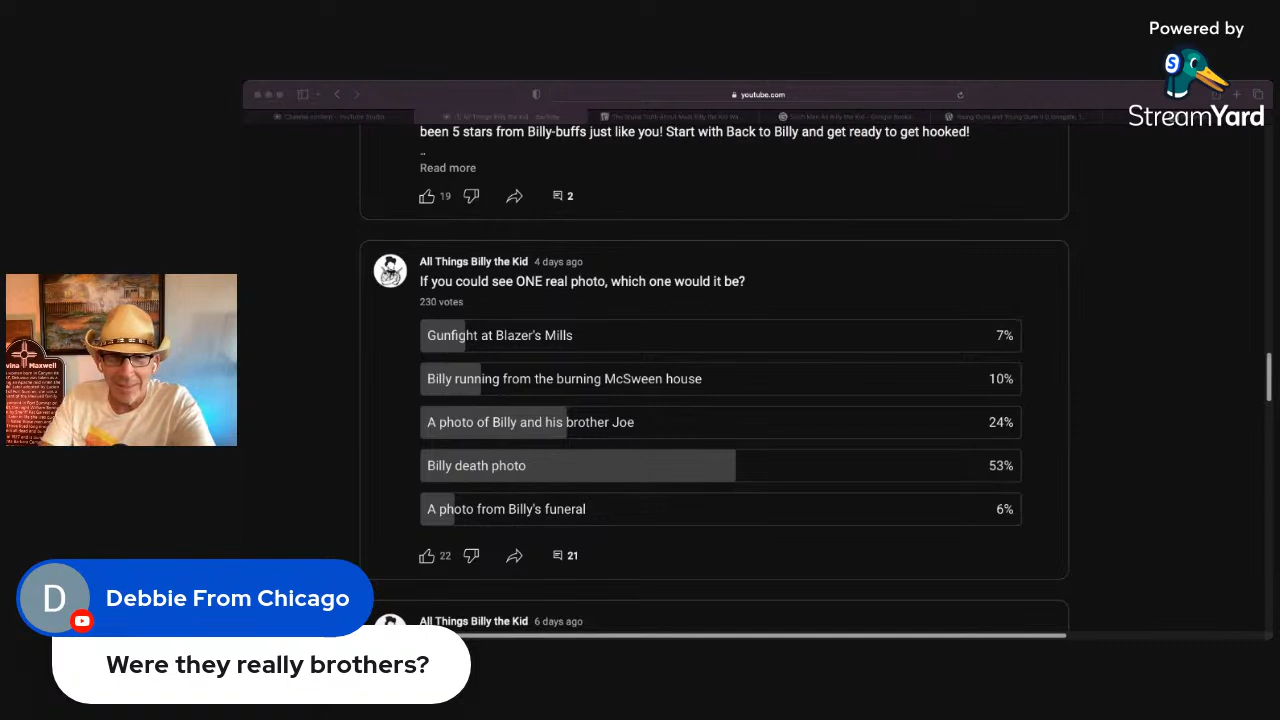 Powered by
StreamYard
youtube.com
been 5 stars from Billy-buffs just like you! Start with Back to Billy and get ready to get hooked!
..
Read more
19
2
All Things Billy the Kid 4 days ago
If you could see ONE real photo, which one would it be?
230 votes
Gunfight at Blazer's Mills 7%
Billy running from the burning McSween house 10%
A photo of Billy and his brother Joe 24%
Billy death photo 53%
A photo from Billy's funeral 6%
22
21
All Things Billy the Kid 6 days ago
vina Maxwell
D
Debbie From Chicago
Were they really brothers?